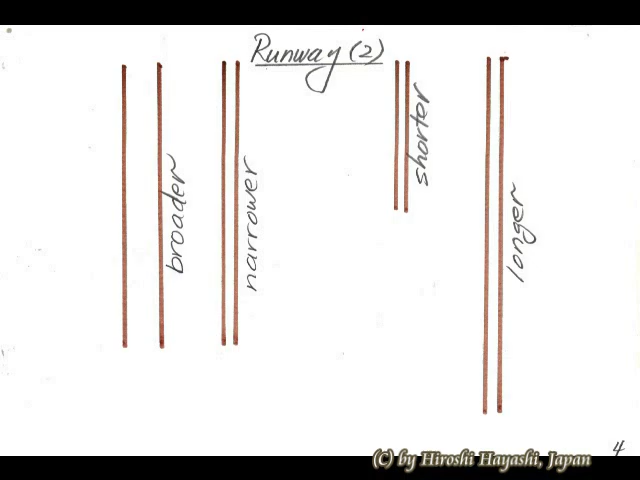 Runway (2)
broader
narrower
shorter
longer
4
(C) by Hiroshi Hayashi, Japan